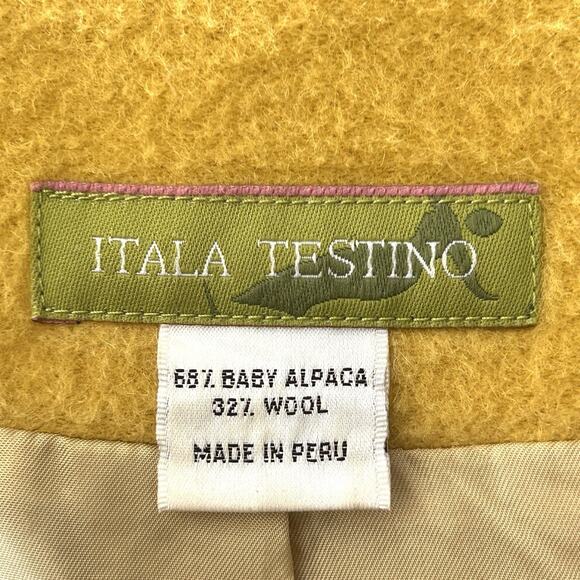 ITALA TESTINO
68% BABY ALPACA
32% WOOL
MADE IN PERU